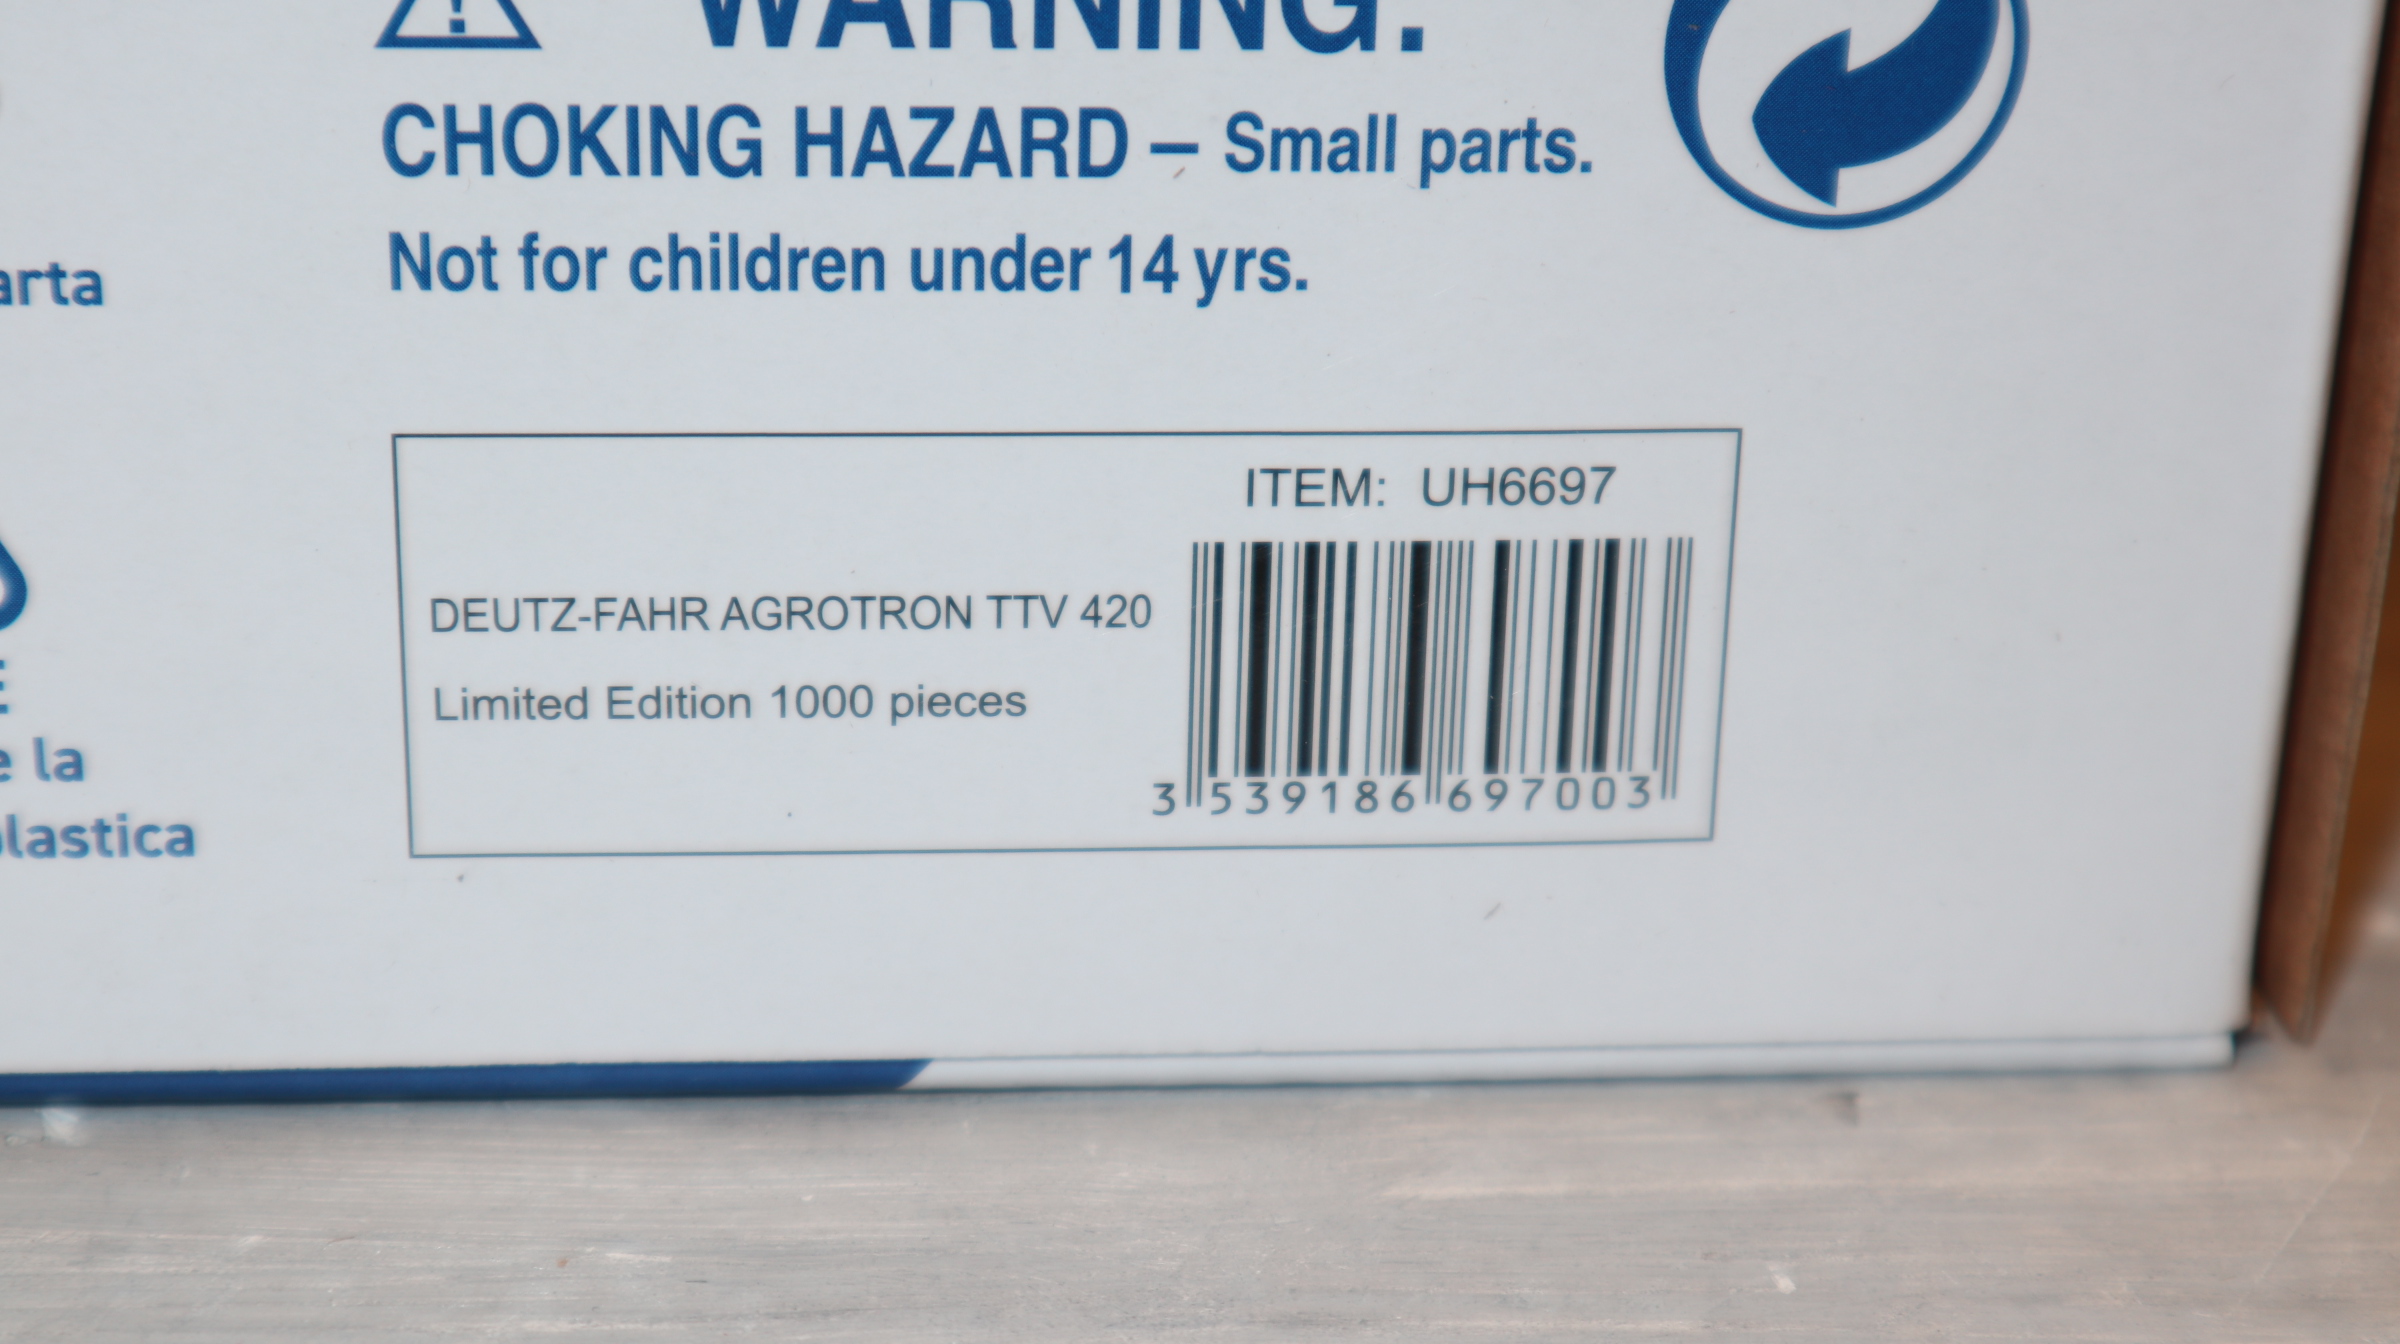 WARNING:
CHOKING HAZARD – Small parts.
Not for children under 14 yrs.
arta
ITEM: UH6697
DEUTZ-FAHR AGROTRON TTV 420
Limited Edition 1000 pieces
3 539186 697003
E
e la
plastica